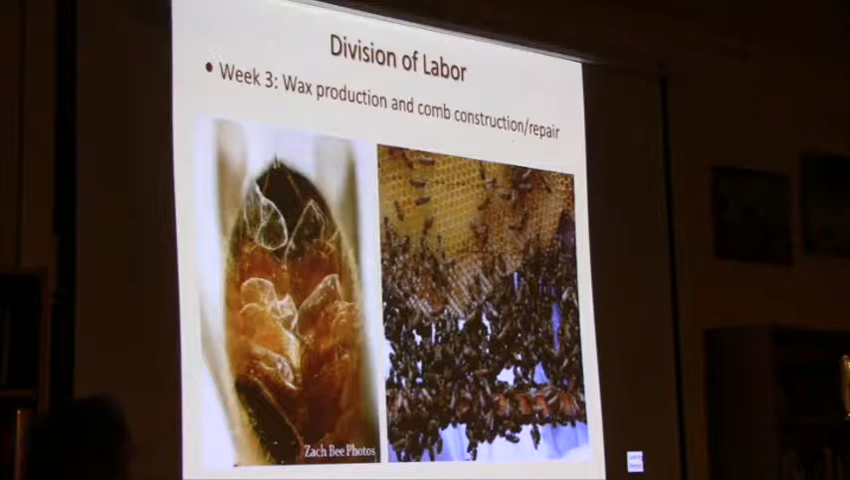 Division of Labor
• Week 3: Wax production and comb construction/repair
Zach Bee Photos